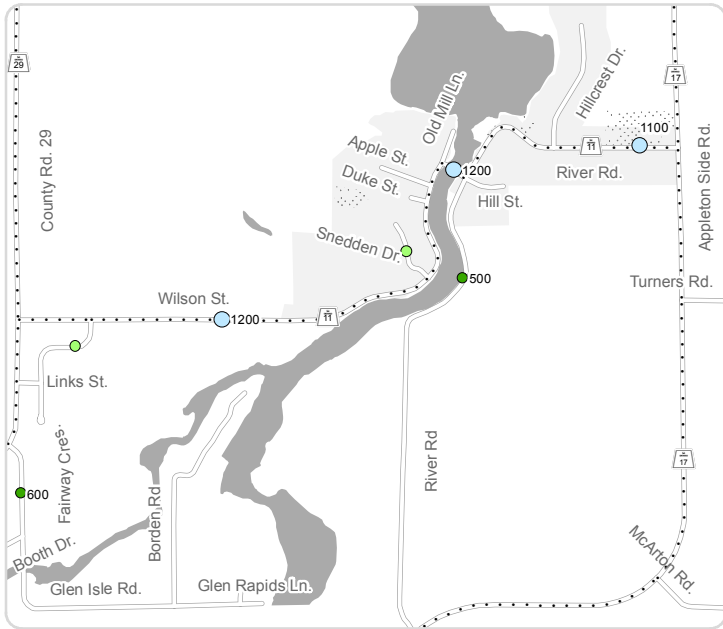 29
17
Hillcrest Dr.
Old Mill Ln.
1100
11
Apple St.
1200
River Rd.
Duke St.
Hill St.
County Rd. 29
Appleton Side Rd.
Snedden Dr.
500
Turners Rd.
Wilson St.
1200
11
Links St.
Fairway Cres.
River Rd
17
600
Borden Rd
Booth Dr.
McArton Rd.
Glen Isle Rd.
Glen Rapids Ln.